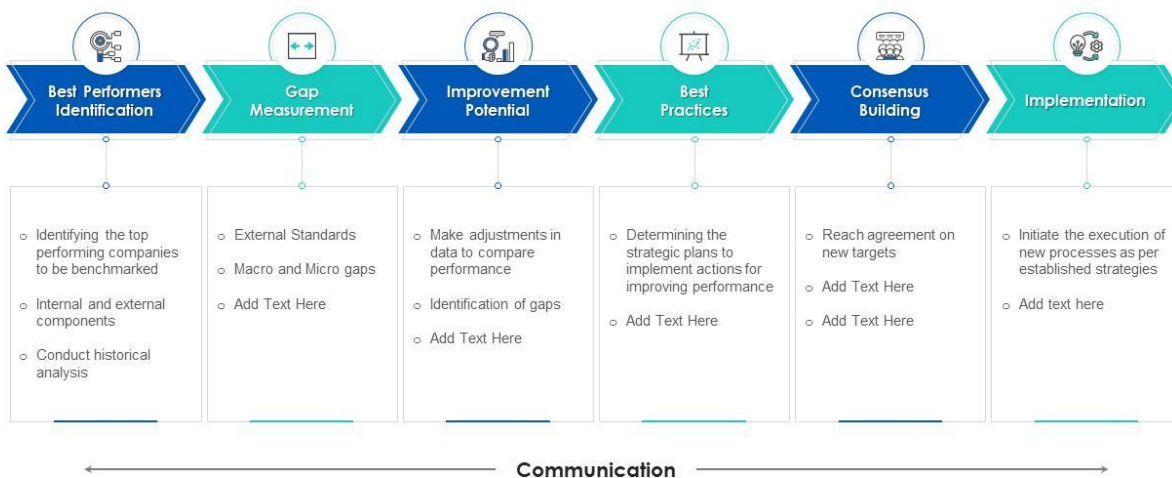 Best Performers
Identification
Gap
Measurement
Improvement
Potential
Best
Practices
Consensus
Building
Implementation
Identifying the top
performing companies
to be benchmarked
Internal and external
components
Conduct historical
analysis
External Standards
Macro and Micro gaps
Add Text Here
Make adjustments in
data to compare
performance
Identification of gaps
Add Text Here
Determining the
strategic plans to
implement actions for
improving performance
Add Text Here
Reach agreement on
new targets
Add Text Here
Add Text Here
Initiate the execution of
new processes as per
established strategies
Add text here
Communication